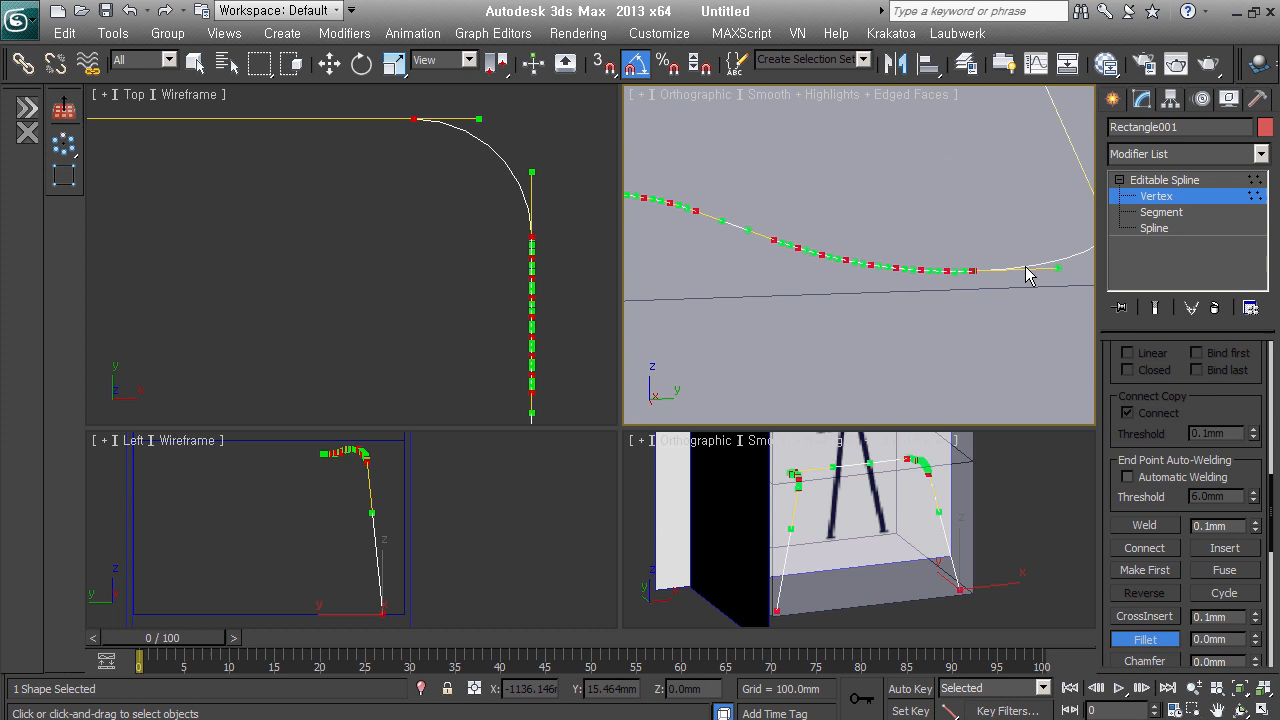 Workspace: Default
Autodesk 3ds Max 2013 x64 Untitled
Type a keyword or phrase
Edit Tools Group Views Create Modifiers Animation Graph Editors Rendering Customize MAXScript VN Help Krakatoa Laubwerk
All View 3 Create Selection Set
[ + ] Top ] Wireframe ]
[ + ] Orthographic ] Smooth + Highlights + Edged Faces ]
Rectangle001
Modifier List
Editable Spline
Vertex
Segment
Spline
y
x
z
z
y
x
Linear Bind first
Closed Bind last
Connect Copy
Connect
Threshold 0.1mm
End Point Auto-Welding
Automatic Welding
Threshold 6.0mm
Weld 0.1mm
Connect Insert
Make First Fuse
Reverse Cycle
CrossInsert 0.1mm
Fillet 0.0mm
Chamfer 0.0mm
[ + ] Left ] Wireframe ]
z
y
z
y
z
x
z
y
0 / 100
0 5 10 15 20 25 30 35 40 45 50 55 60 65 70 75 80 85 90 95 100
1 Shape Selected X: -1136.146 Y: 15.464mm Z: 0.0mm Grid = 100.0mm Auto Key Selected
Click or click-and-drag to select objects Add Time Tag Set Key Key Filters... 0